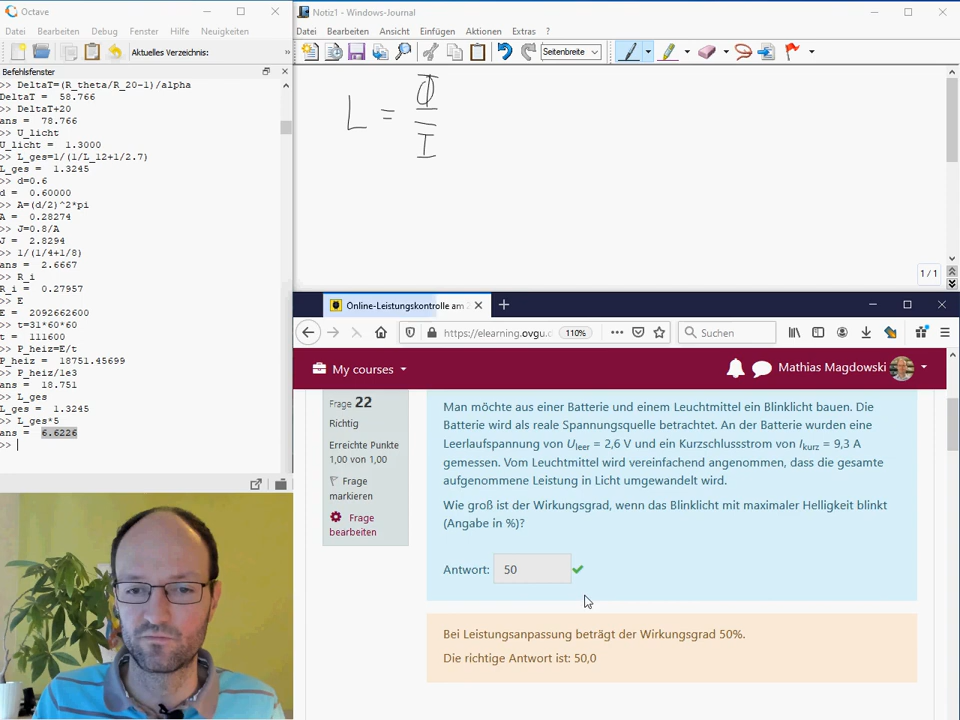 Octave
Datei Bearbeiten Debug Fenster Hilfe Neuigkeiten
Aktuelles Verzeichnis: »
Befehlsfenster
>> DeltaT=(R_theta/R_20-1)/alpha
DeltaT = 58.766
>> DeltaT+20
ans = 78.766
>> U_licht
U_licht = 1.3000
>> L_ges=1/(1/L_12+1/2.7)
L_ges = 1.3245
>> d=0.6
d = 0.60000
>> A=(d/2)^2*pi
A = 0.28274
>> J=0.8/A
J = 2.8294
>> 1/(1/4+1/8)
ans = 2.6667
>> R_i
R_i = 0.27957
>> E
E = 2092662600
>> t=31*60*60
t = 111600
>> P_heiz=E/t
P_heiz = 18751.45699
>> P_heiz/1e3
ans = 18.751
>> L_ges
L_ges = 1.3245
>> L_ges*5
ans = 6.6226
>>
Notiz1 - Windows-Journal
Datei Bearbeiten Ansicht Einfügen Aktionen Extras ?
Seitenbreite
L = Φ
I
1/1
Online-Leistungskontrolle am
https://elearning.ovgu. 110% Suchen
My courses
Mathias Magdowski
Frage 22
Richtig
Erreichte Punkte
1,00 von 1,00
Frage
markieren
Frage
bearbeiten
Man möchte aus einer Batterie und einem Leuchtmittel ein Blinklicht bauen. Die
Batterie wird als reale Spannungsquelle betrachtet. An der Batterie wurden eine
Leerlaufspannung von Uleer = 2,6 V und ein Kurzschlussstrom von Ikurz = 9,3 A
gemessen. Vom Leuchtmittel wird vereinfachend angenommen, dass die gesamte
aufgenommene Leistung in Licht umgewandelt wird.
Wie groß ist der Wirkungsgrad, wenn das Blinklicht mit maximaler Helligkeit blinkt
(Angabe in %)?
Antwort: 50
Bei Leistungsanpassung beträgt der Wirkungsgrad 50%.
Die richtige Antwort ist: 50,0